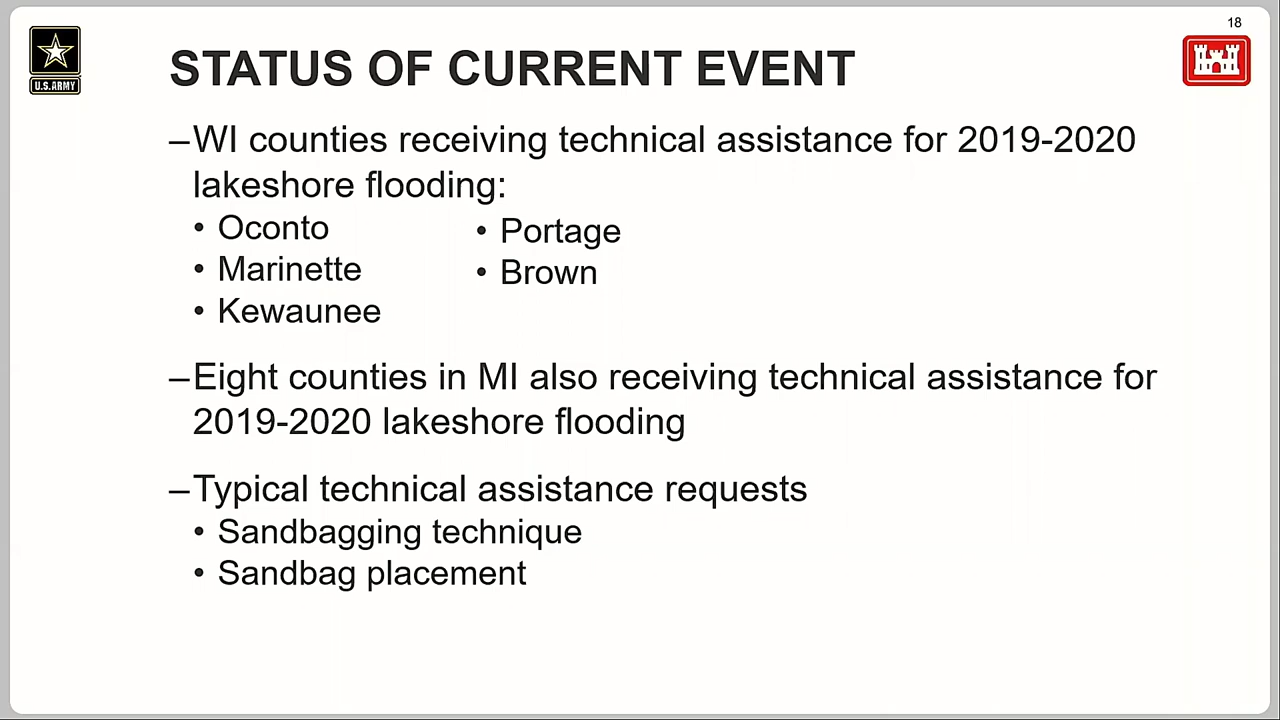 18
U.S.ARMY
STATUS OF CURRENT EVENT
–WI counties receiving technical assistance for 2019-2020
lakeshore flooding:
• Oconto
• Marinette
• Kewaunee
• Portage
• Brown
–Eight counties in MI also receiving technical assistance for
2019-2020 lakeshore flooding
–Typical technical assistance requests
• Sandbagging technique
• Sandbag placement